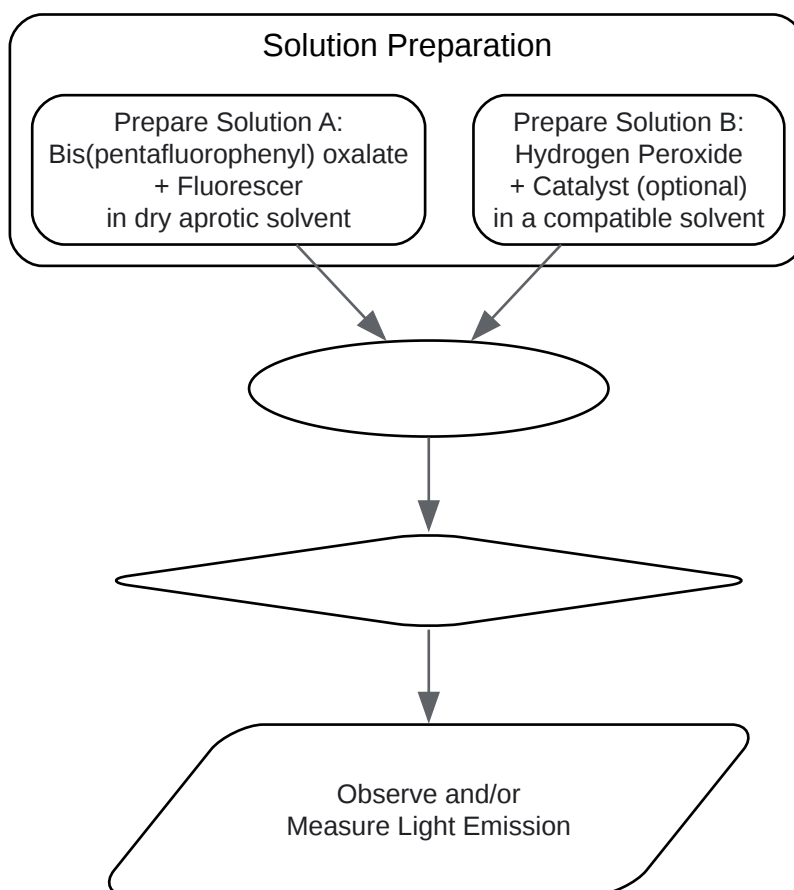 Solution Preparation
Prepare Solution A:
Bis(pentafluorophenyl) oxalate
+ Fluorescer
in dry aprotic solvent
Prepare Solution B:
Hydrogen Peroxide
+ Catalyst (optional)
in a compatible solvent
Observe and/or
Measure Light Emission